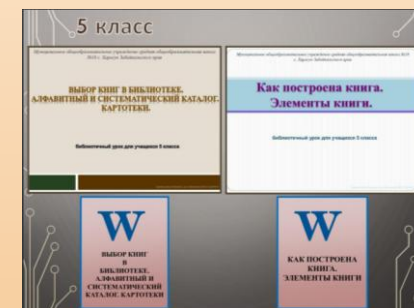 5 класс
ВЫБОР КНИГ В БИБЛИОТЕКЕ.
АЛФАВИТНЫЙ И СИСТЕМАТИЧЕСКИЙ КАТАЛОГ.
КАРТОТЕКИ.
библиотечный урок для учащихся 5 класса
Как построена книга.
Элементы книги.
библиотечный урок для учащихся 5 класса
W
ВЫБОР КНИГ
В
БИБЛИОТЕКЕ.
АЛФАВИТНЫЙ И
СИСТЕМАТИЧЕСКИЙ
КАТАЛОГ. КАРТОТЕКИ
W
КАК ПОСТРОЕНА
КНИГА.
ЭЛЕМЕНТЫ КНИГИ